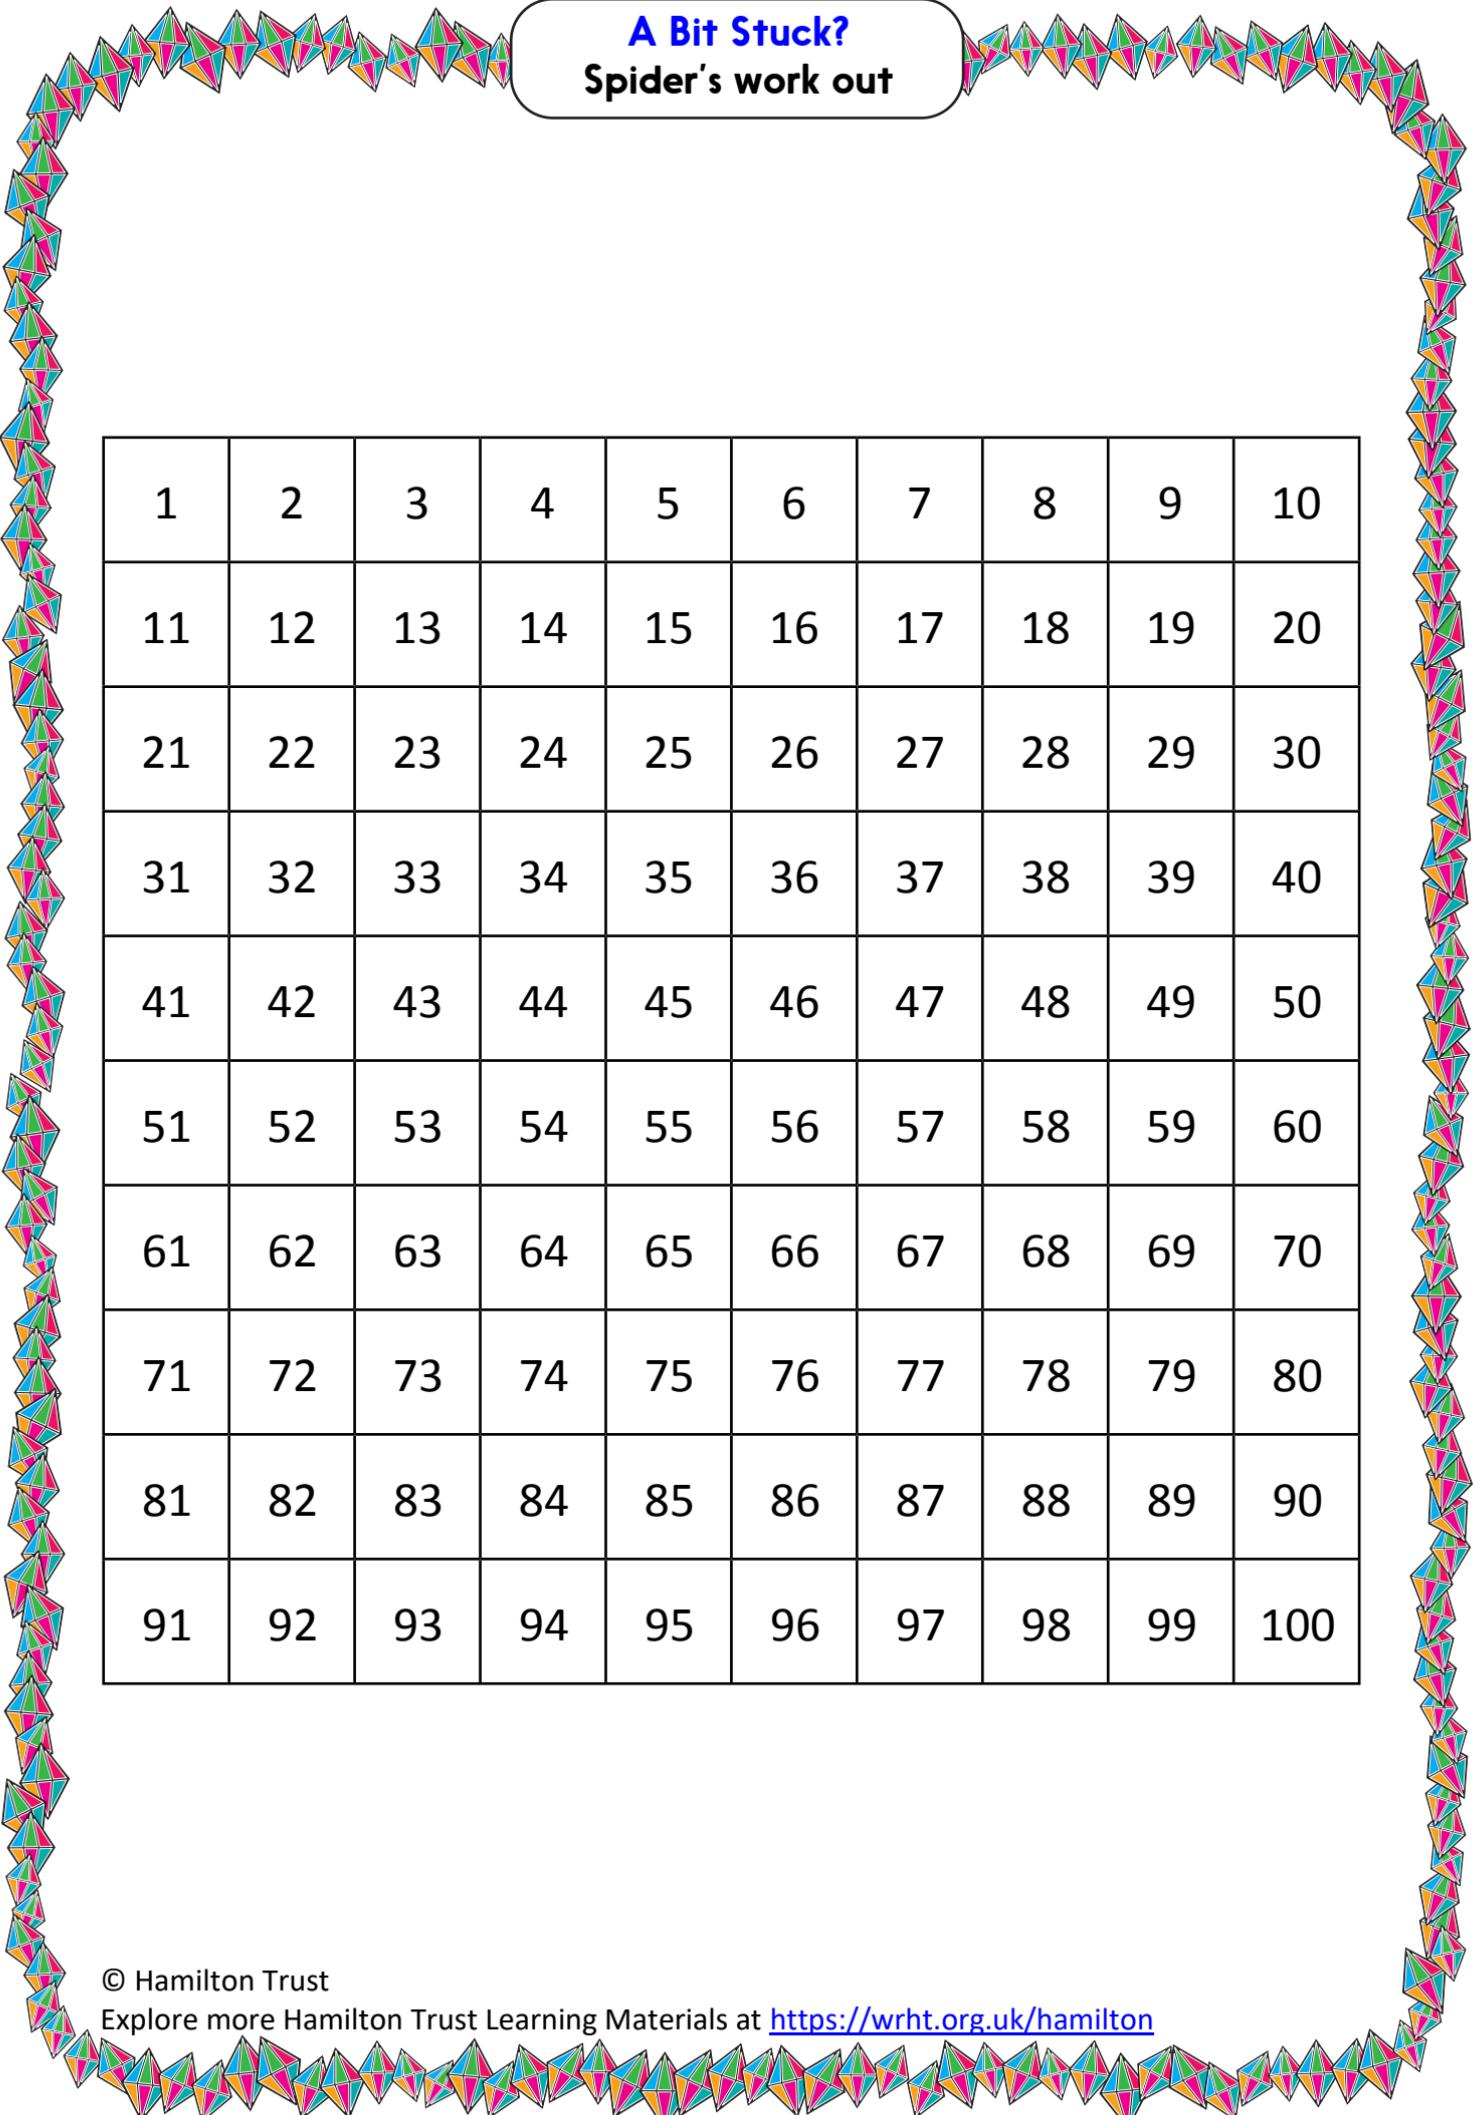 A Bit Stuck?
Spider's work out
1 2 3 4 5 6 7 8 9 10
11 12 13 14 15 16 17 18 19 20
21 22 23 24 25 26 27 28 29 30
31 32 33 34 35 36 37 38 39 40
41 42 43 44 45 46 47 48 49 50
51 52 53 54 55 56 57 58 59 60
61 62 63 64 65 66 67 68 69 70
71 72 73 74 75 76 77 78 79 80
81 82 83 84 85 86 87 88 89 90
91 92 93 94 95 96 97 98 99 100
© Hamilton Trust
Explore more Hamilton Trust Learning Materials at https://wrht.org.uk/hamilton